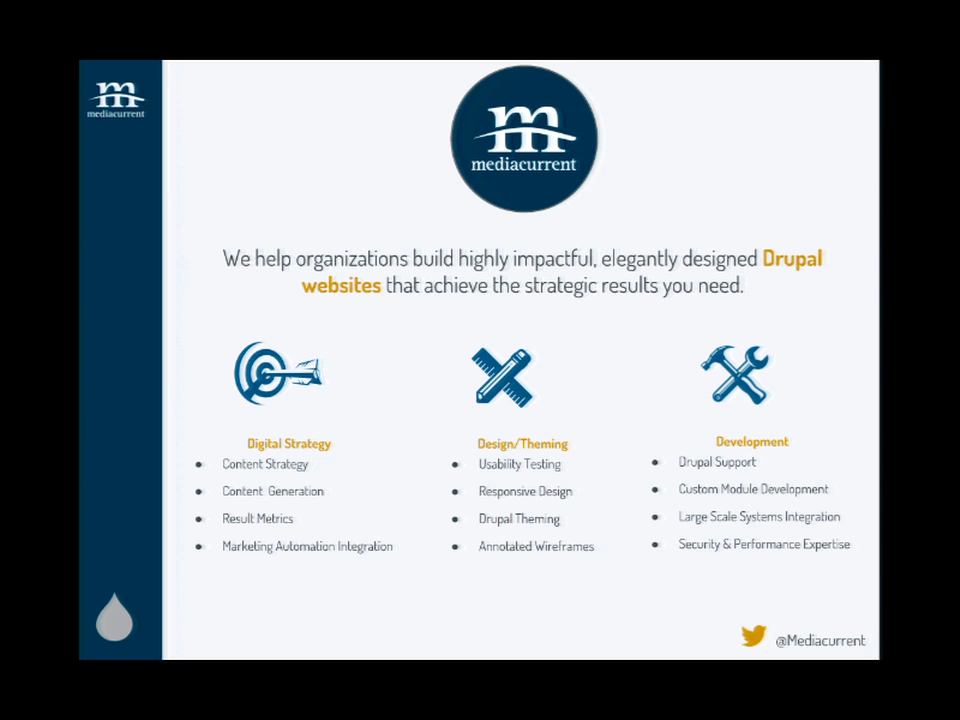 m
mediacurrent
m
mediacurrent
We help organizations build highly impactful, elegantly designed Drupal
websites that achieve the strategic results you need.
Digital Strategy
● Content Strategy
● Content Generation
● Result Metrics
● Marketing Automation Integration
Design/Theming
● Usability Testing
● Responsive Design
● Drupal Theming
● Annotated Wireframes
Development
● Drupal Support
● Custom Module Development
● Large Scale Systems Integration
● Security & Performance Expertise
@Mediacurrent